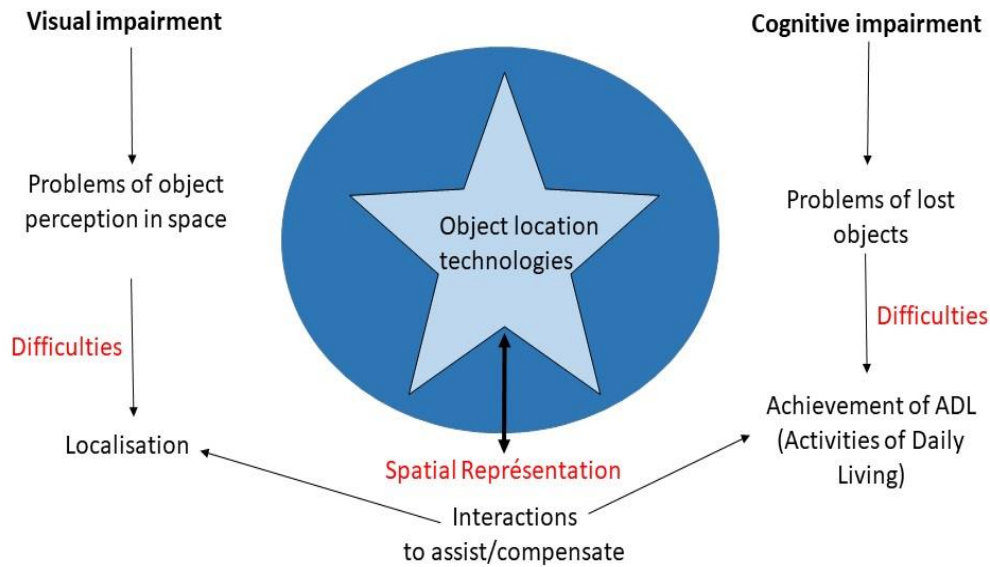 Visual impairment
Cognitive impairment
Problems of object
perception in space
Object location
technologies
Problems of lost
objects
Difficulties
Difficulties
Localisation
Achievement of ADL
(Activities of Daily
Living)
Spatial Représentation
Interactions
to assist/compensate